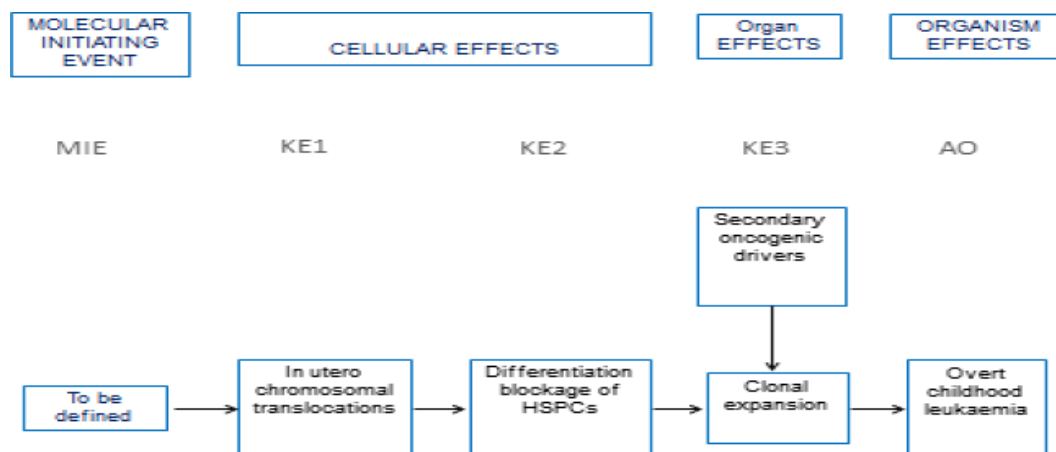 MOLECULAR
INITIATING
EVENT
CELLULAR EFFECTS
Organ
EFFECTS
ORGANISM
EFFECTS
MIE
KE1
KE2
KE3
AO
Secondary
oncogenic
drivers
To be
defined
In utero
chromosomal
translocations
Differentiation
blockage of
HSPCs
Clonal
expansion
Overt
childhood
leukaemia